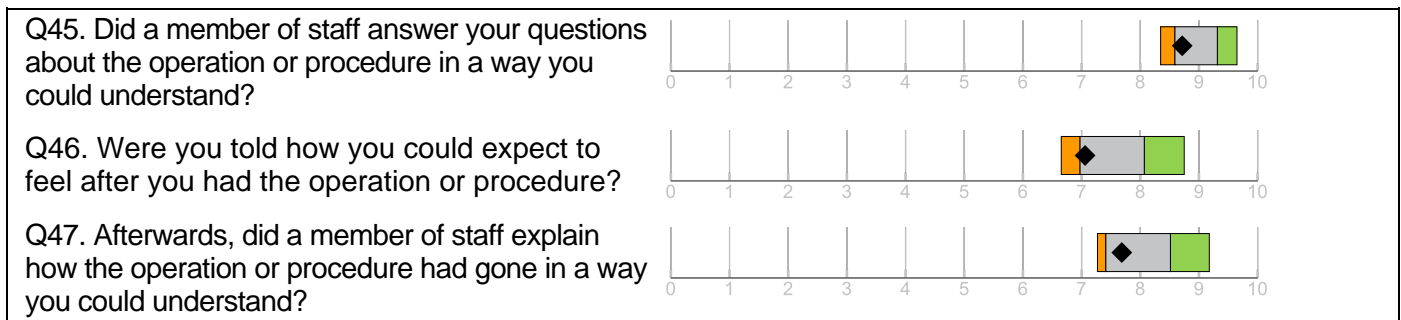 Q45. Did a member of staff answer your questions
about the operation or procedure in a way you
could understand?
0 1 2 3 4 5 6 7 8 9 10
Q46. Were you told how you could expect to
feel after you had the operation or procedure?
0 1 2 3 4 5 6 7 8 9 10
Q47. Afterwards, did a member of staff explain
how the operation or procedure had gone in a way
you could understand?
0 1 2 3 4 5 6 7 8 9 10